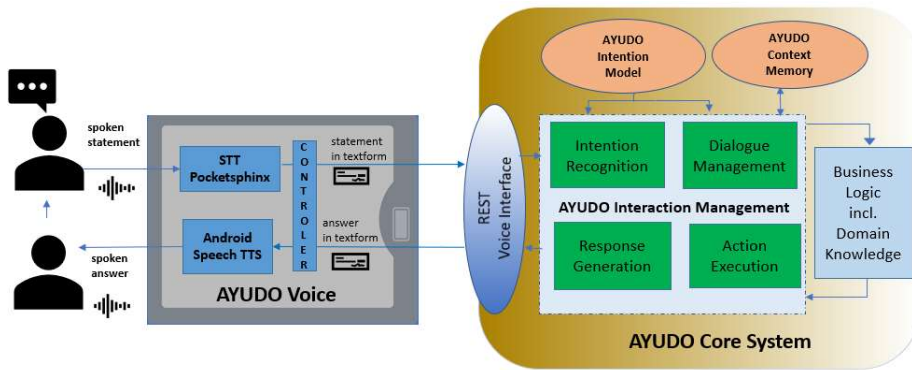 spoken
statement
STT
Pocketsphinx
CONTROLER
statement
in textform
answer
in textform
Android
Speech TTS
spoken
answer
AYUDO Voice
REST
Voice Interface
AYUDO
Intention
Model
AYUDO
Context
Memory
Intention
Recognition
Dialogue
Management
AYUDO Interaction Management
Response
Generation
Action
Execution
Business
Logic
incl.
Domain
Knowledge
AYUDO Core System